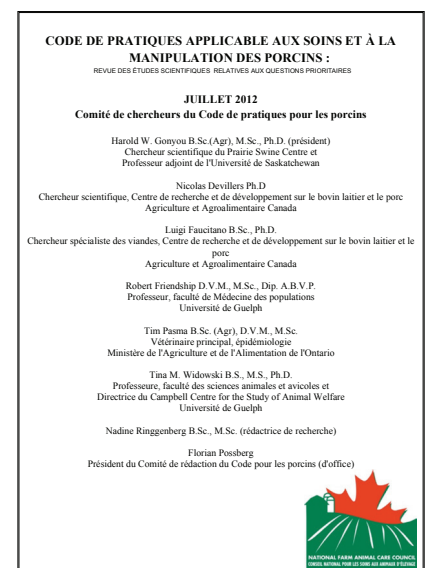 CODE DE PRATIQUES APPLICABLE AUX SOINS ET À LA
MANIPULATION DES PORCINS :
REVUE DES ÉTUDES SCIENTIFIQUES RELATIVES AUX QUESTIONS PRIORITAIRES
JUILLET 2012
Comité de chercheurs du Code de pratiques pour les porcins
Harold W. Gonyou B.Sc.(Agr), M.Sc., Ph.D. (président)
Chercheur scientifique du Prairie Swine Centre et
Professeur adjoint de l'Université de Saskatchewan
Nicolas Devillers Ph.D
Chercheur scientifique, Centre de recherche et de développement sur le bovin laitier et le porc
Agriculture et Agroalimentaire Canada
Luigi Faucitano B.Sc., Ph.D.
Chercheur spécialiste des viandes, Centre de recherche et de développement sur le bovin laitier et le
porc
Agriculture et Agroalimentaire Canada
Robert Friendship D.V.M., M.Sc., Dip. A.B.V.P.
Professeur, faculté de Médecine des populations
Université de Guelph
Tim Pasma B.Sc. (Agr), D.V.M., M.Sc.
Vétérinaire principal, épidémiologie
Ministère de l'Agriculture et de l'Alimentation de l'Ontario
Tina M. Widowski B.S., M.S., Ph.D.
Professeure, faculté des sciences animales et avicoles et
Directrice du Campbell Centre for the Study of Animal Welfare
Université de Guelph
Nadine Ringgenberg B.Sc., M.Sc. (rédactrice de recherche)
Florian Possberg
Président du Comité de rédaction du Code pour les porcins (d'office)
NATIONAL FARM ANIMAL CARE COUNCIL
CONSEIL NATIONAL POUR LES SOINS AUX ANIMAUX D'ÉLEVAGE